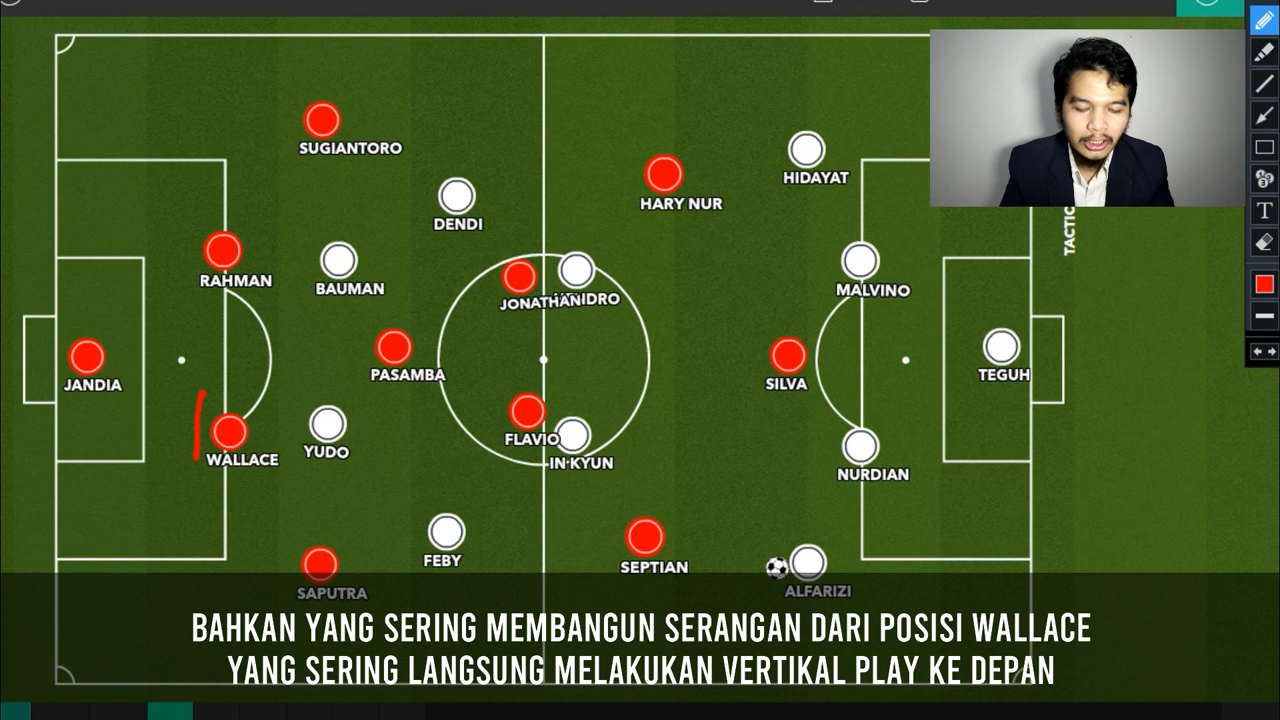 SUGIANTORO
HIDAYAT
HARY NUR
DENDI
TACTIC
RAHMAN
BAUMAN
MALVINO
JONATHAN
PASAMBA
TEGUH
JANDIA
SILVA
FLAVIO
YUDO
WALLACE
IN KYUN
NURDIAN
FEBY
SEPTIAN
SAPUTRA
ALFARIZI
BAHKAN YANG SERING MEMBANGUN SERANGAN DARI POSISI WALLACE
YANG SERING LANGSUNG MELAKUKAN VERTIKAL PLAY KE DEPAN
T